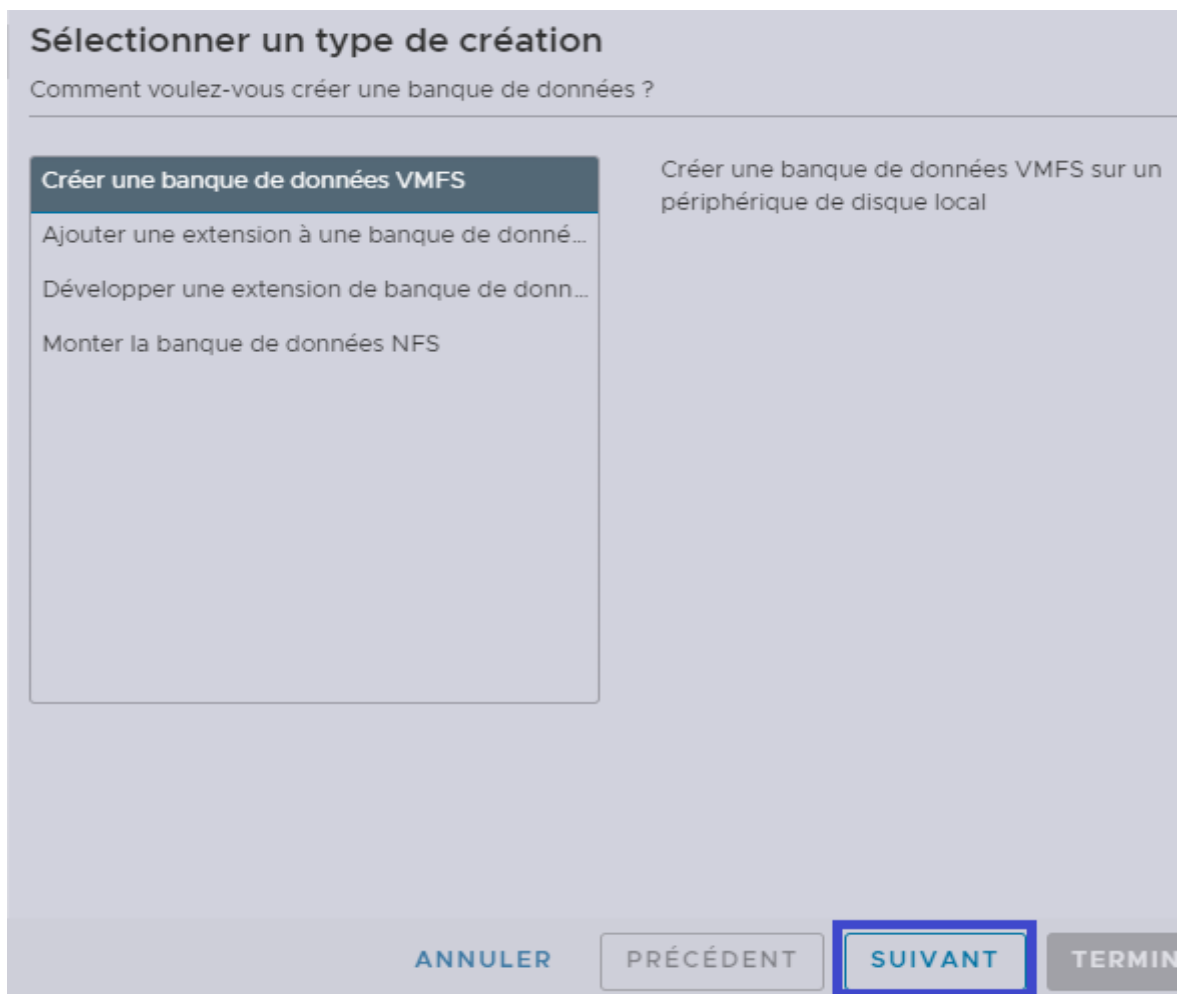 Sélectionner un type de création
Comment voulez-vous créer une banque de données ?
Créer une banque de données VMFS
Ajouter une extension à une banque de donné...
Développer une extension de banque de donn...
Monter la banque de données NFS
Créer une banque de données VMFS sur un
périphérique de disque local
ANNULER PRÉCÉDENT SUIVANT TERMIN